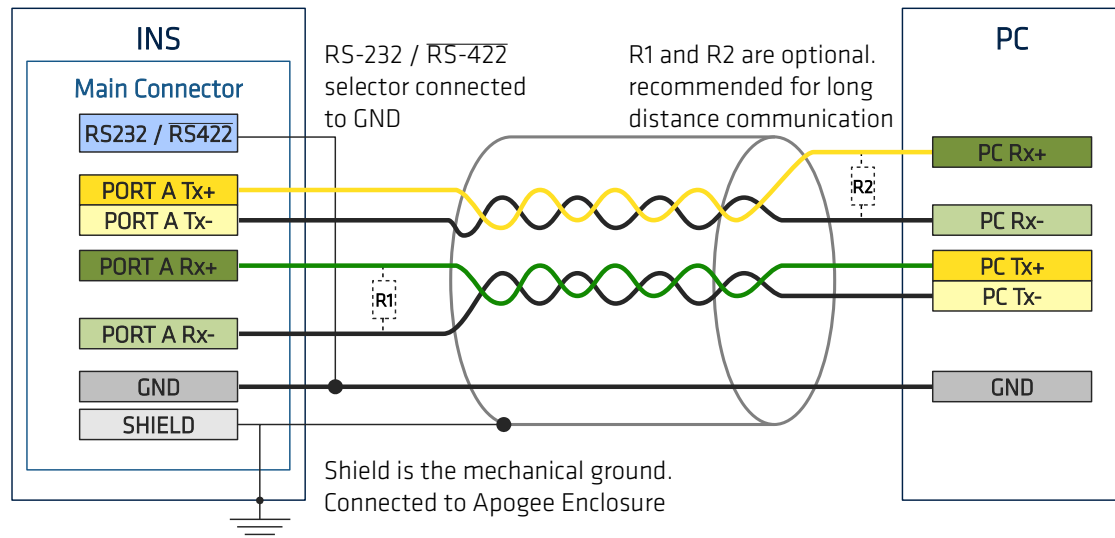 INS
Main Connector
RS232 / RS422
PORT A Tx+
PORT A Tx-
PORT A Rx+
PORT A Rx-
GND
SHIELD
RS-232 / RS-422
selector connected
to GND
R1 and R2 are optional.
recommended for long
distance communication
R1
R2
Shield is the mechanical ground.
Connected to Apogee Enclosure
PC
PC Rx+
PC Rx-
PC Tx+
PC Tx-
GND